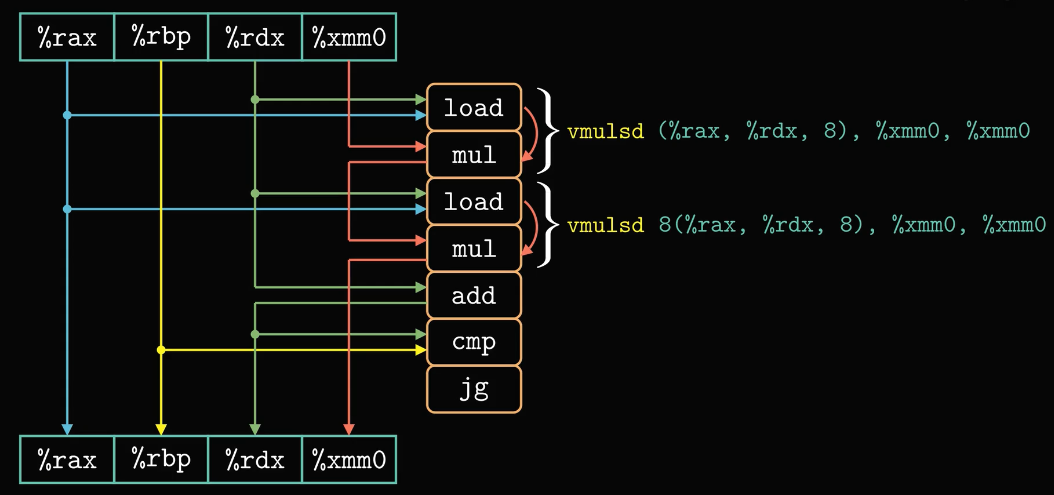 %rax %rbp %rdx %xmm0
load
mul
vmulsd (%rax, %rdx, 8), %xmm0, %xmm0
load
mul
vmulsd 8(%rax, %rdx, 8), %xmm0, %xmm0
add
cmp
jg
%rax %rbp %rdx %xmm0